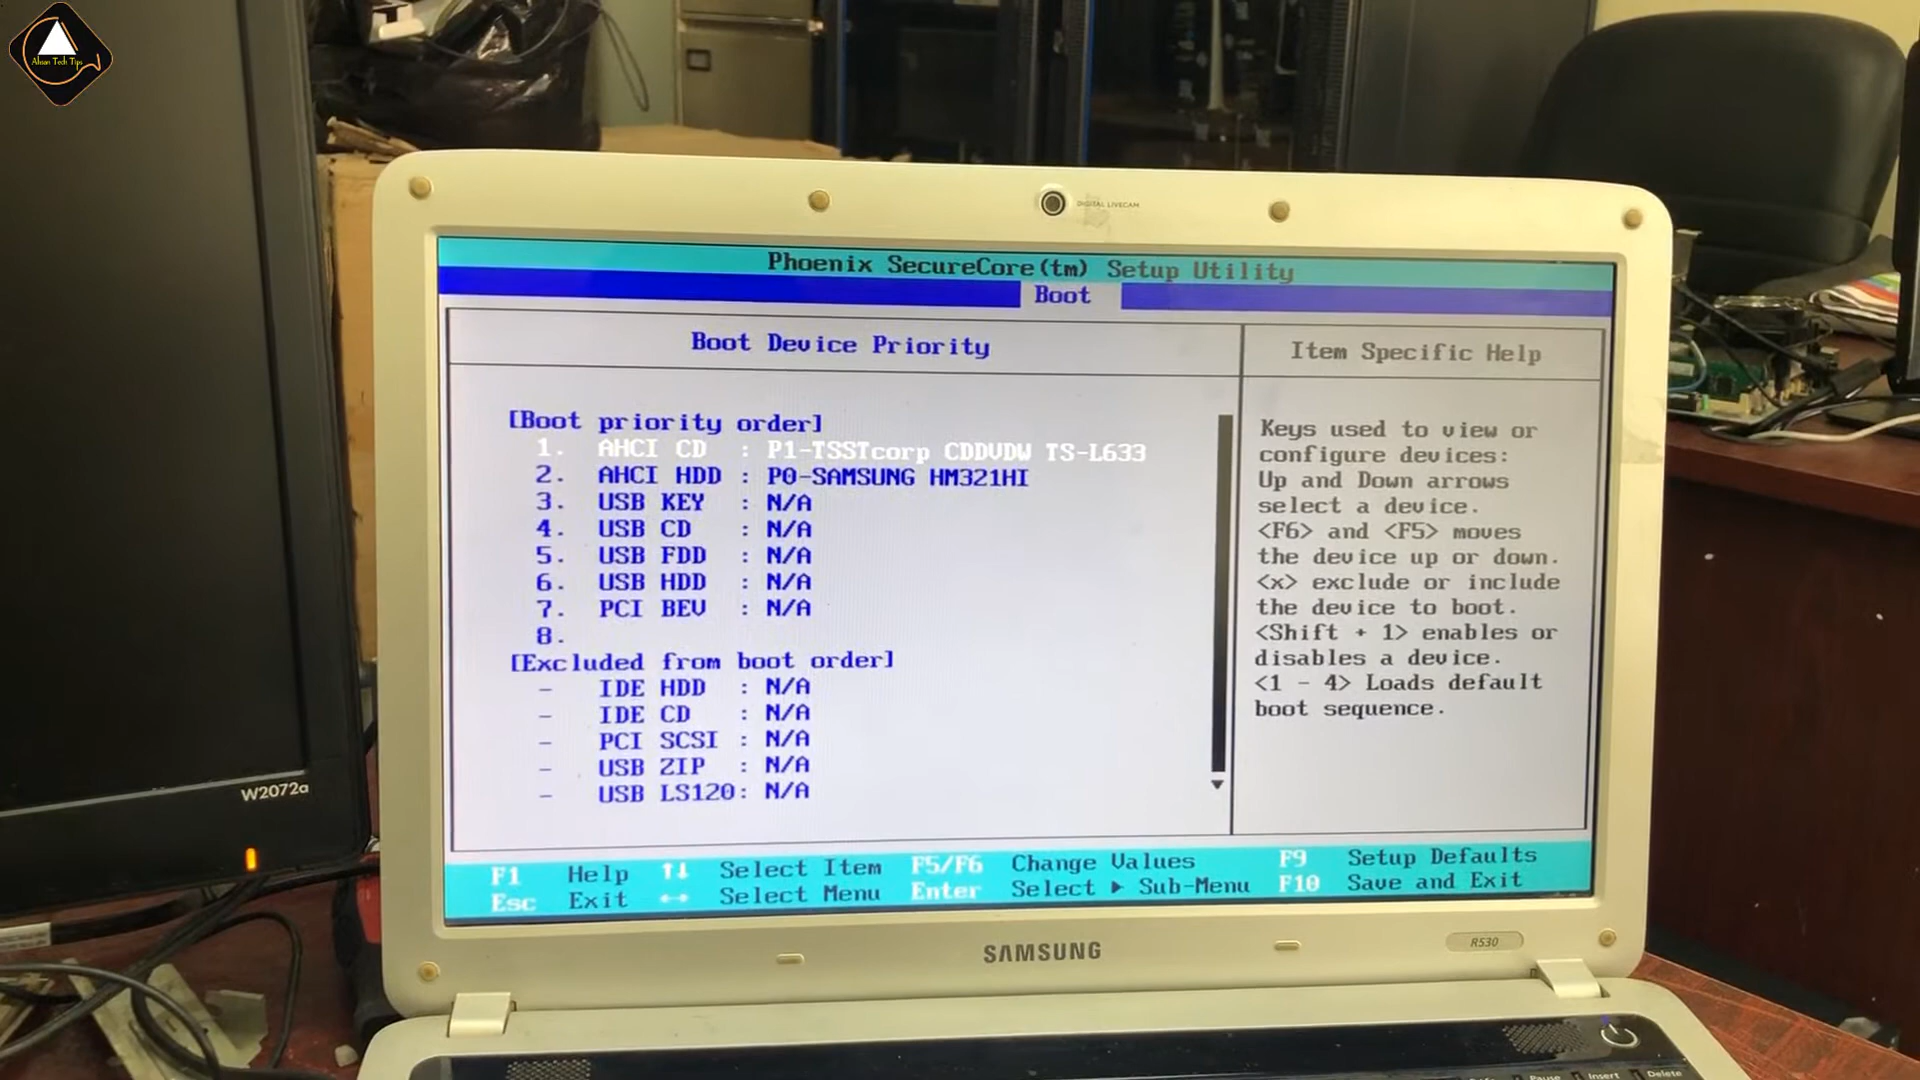 Ahsan Tech Tips
DIGITAL LIVECAM
Phoenix SecureCore(tm) Setup Utility
Boot
Boot Device Priority
Item Specific Help
[Boot priority order]
1. AHCI CD : P1-TSSTcorp CDDVDW TS-L633
2. AHCI HDD : P0-SAMSUNG HM321HI
3. USB KEY : N/A
4. USB CD : N/A
5. USB FDD : N/A
6. USB HDD : N/A
7. PCI BEV : N/A
8.
[Excluded from boot order]
- IDE HDD : N/A
- IDE CD : N/A
- PCI SCSI : N/A
- USB ZIP : N/A
- USB LS120: N/A
Keys used to view or
configure devices:
Up and Down arrows
select a device.
<F6> and <F5> moves
the device up or down.
<x> exclude or include
the device to boot.
<Shift + 1> enables or
disables a device.
<1 - 4> Loads default
boot sequence.
F1 Help ↑↓ Select Item F5/F6 Change Values F9 Setup Defaults
Esc Exit ↔ Select Menu Enter Select ▶ Sub-Menu F10 Save and Exit
W2072a
SAMSUNG
R530
Pause
Insert
Delete